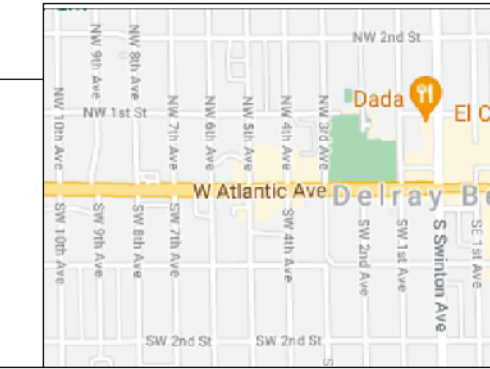 NW 2nd St
NW 9th Ave
NW 8th Ave
Dada
El C
NW 10th Ave
NW 1st St
NW 7th Ave
NW 6th Ave
NW 5th Ave
NW 4th Ave
NW 3rd Ave
W Atlantic Ave
Delray Be
SW 10th Ave
SW 9th Ave
SW 8th Ave
SW 7th Ave
SW 4th Ave
SW 2nd Ave
SW 1st Ave
S Swinton Ave
SE 1st Ave
SW 2nd St
SW 2nd St
S